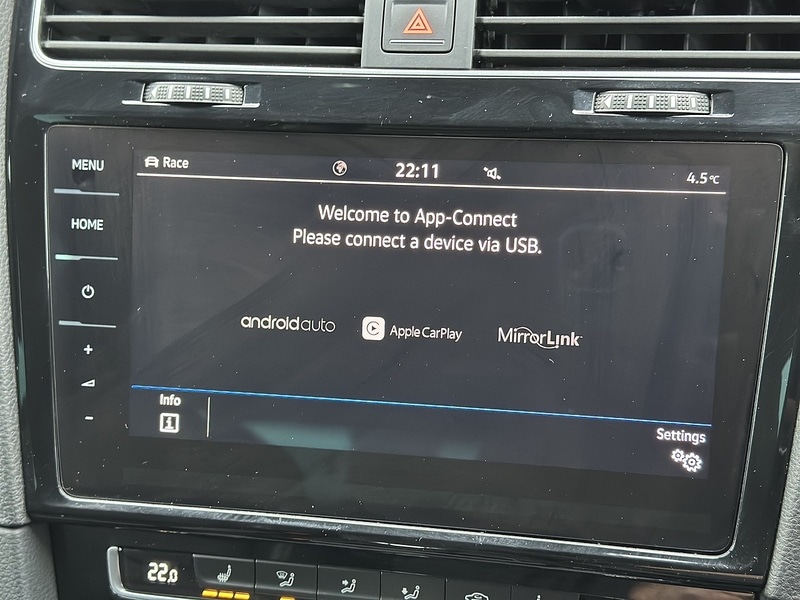 MENU
HOME
Race
22:11
4.5°C
Welcome to App-Connect
Please connect a device via USB.
androidauto
Apple CarPlay
MirrorLink™
Info
i
Settings
+
-
22.0